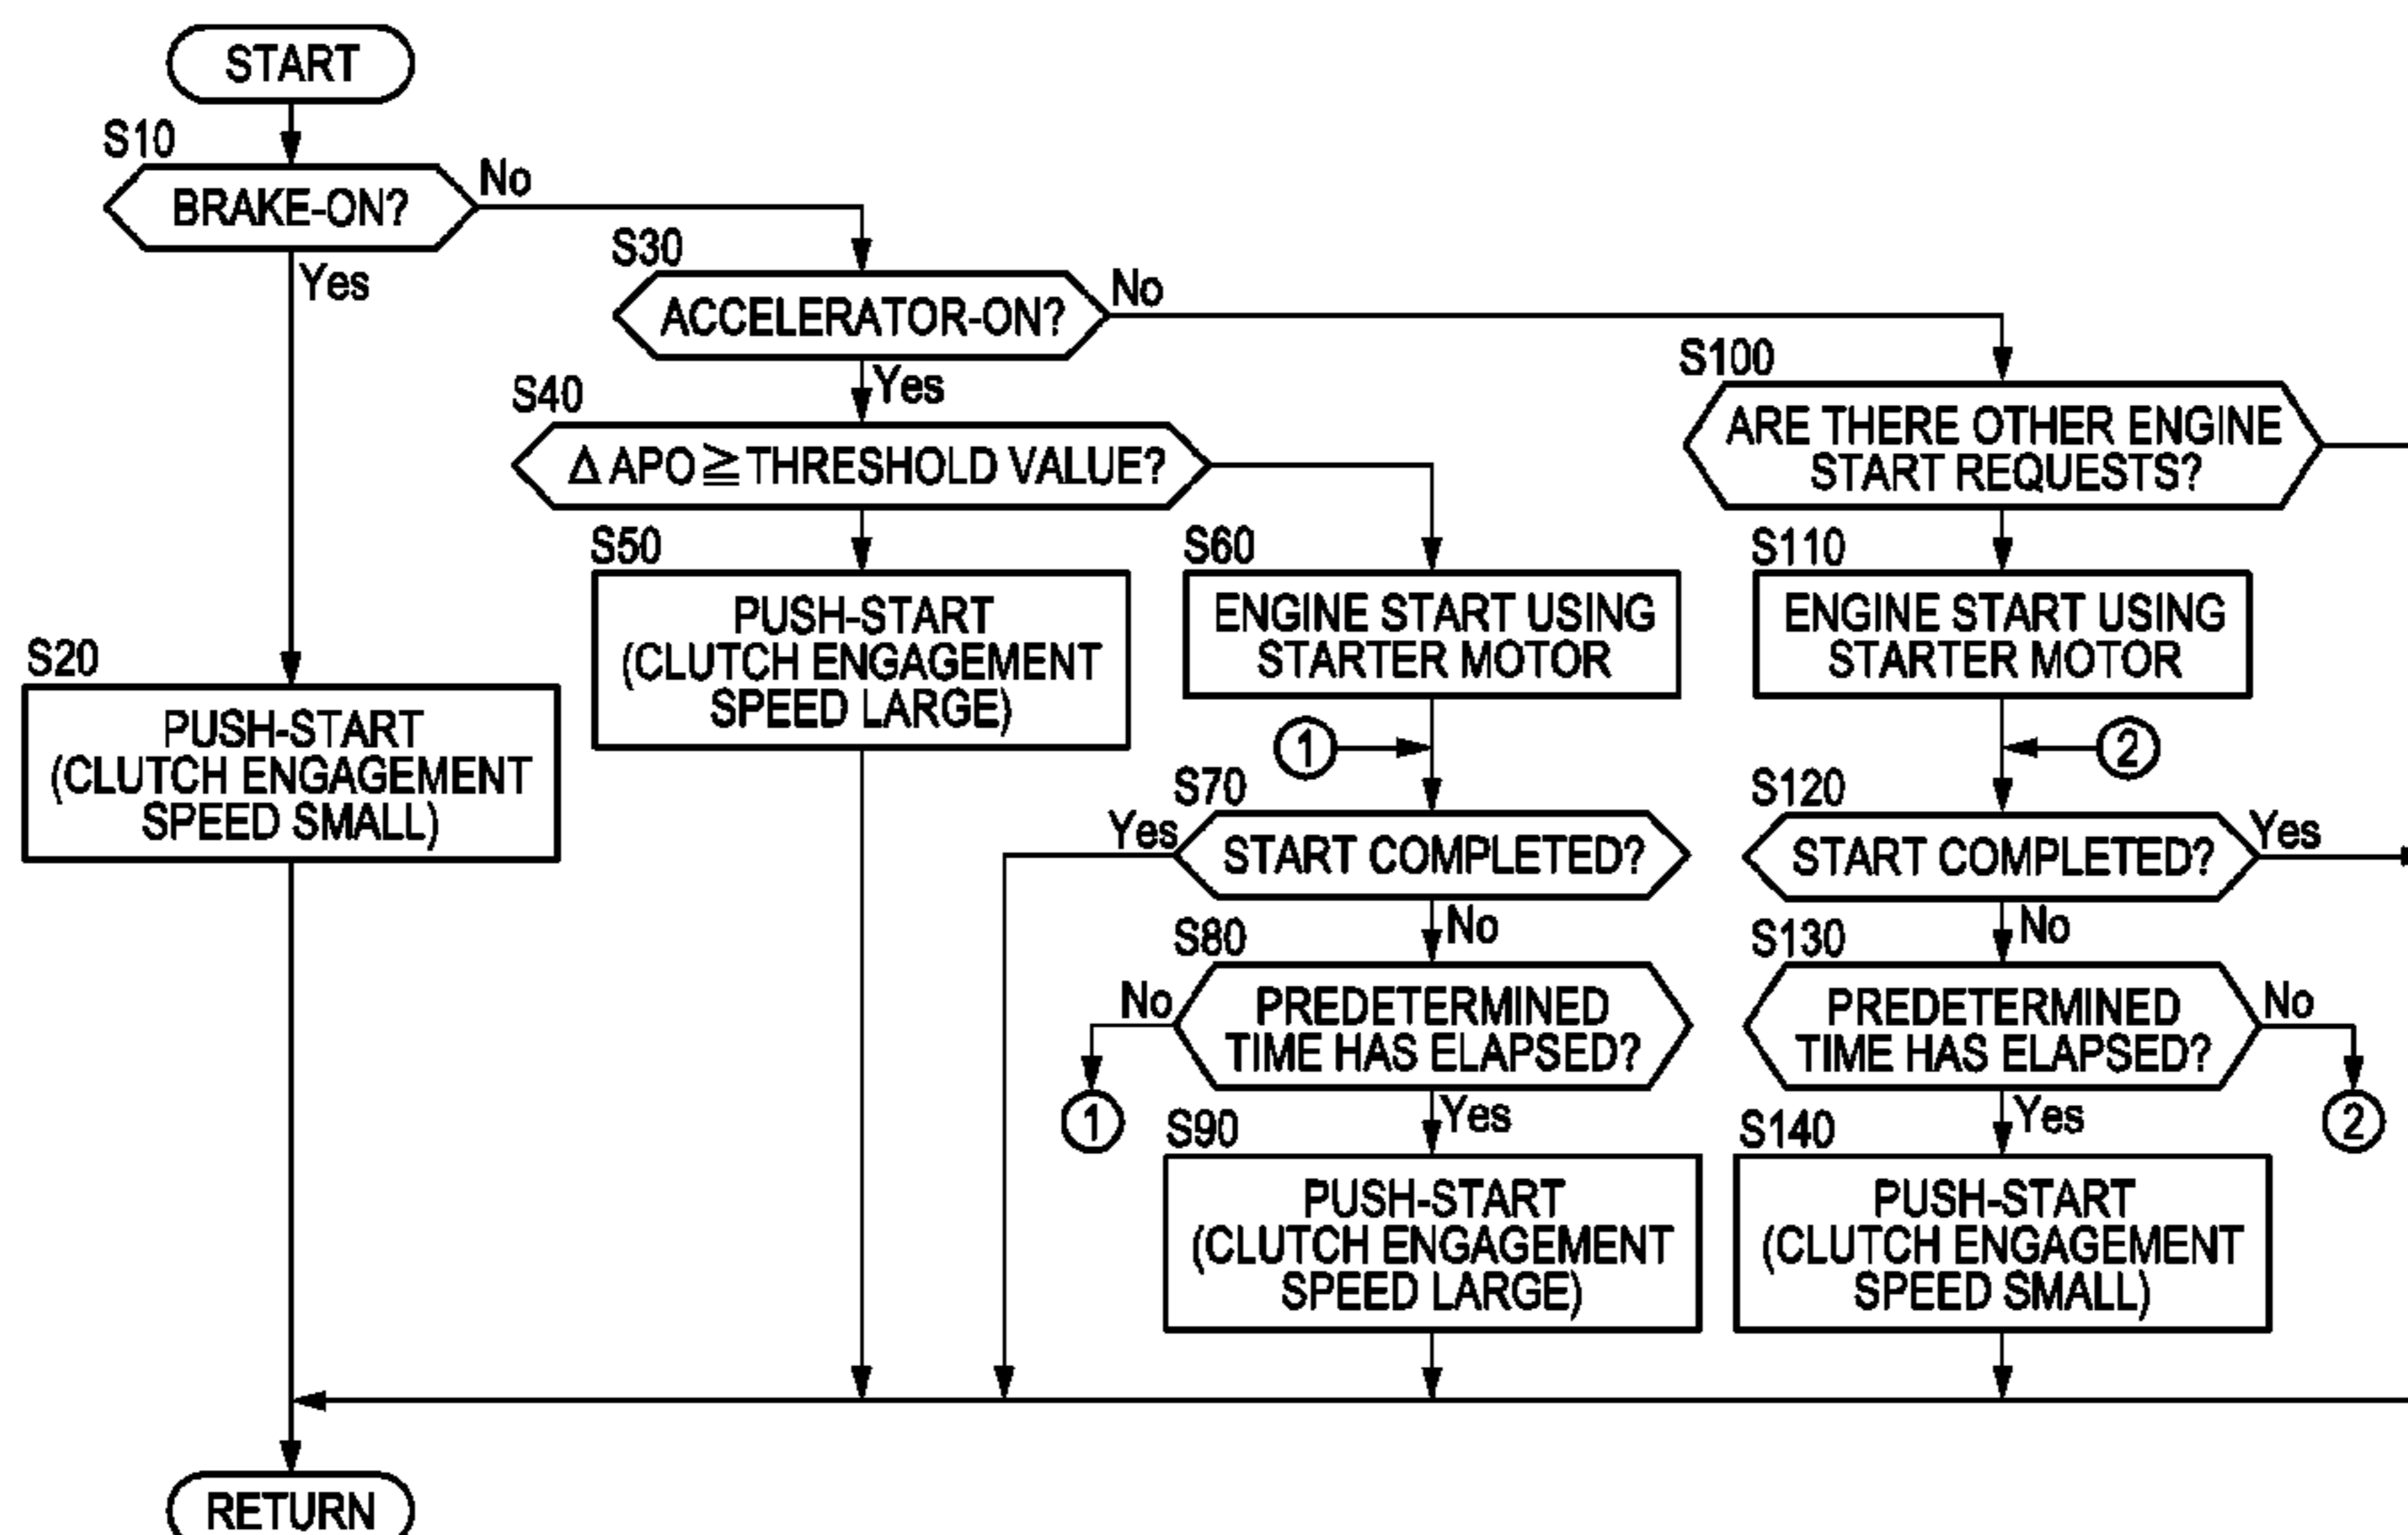 START
S10
BRAKE-ON?
No
Yes
S30
ACCELERATOR-ON?
No
Yes
S40
Δ APO ≧ THRESHOLD VALUE?
S100
ARE THERE OTHER ENGINE
START REQUESTS?
S20
PUSH-START
(CLUTCH ENGAGEMENT
SPEED SMALL)
S50
PUSH-START
(CLUTCH ENGAGEMENT
SPEED LARGE)
S60
ENGINE START USING
STARTER MOTOR
1
S70
START COMPLETED?
Yes
No
S80
PREDETERMINED
TIME HAS ELAPSED?
No
1
Yes
S90
PUSH-START
(CLUTCH ENGAGEMENT
SPEED LARGE)
S110
ENGINE START USING
STARTER MOTOR
2
S120
START COMPLETED?
Yes
No
S130
PREDETERMINED
TIME HAS ELAPSED?
No
2
Yes
S140
PUSH-START
(CLUTCH ENGAGEMENT
SPEED SMALL)
RETURN